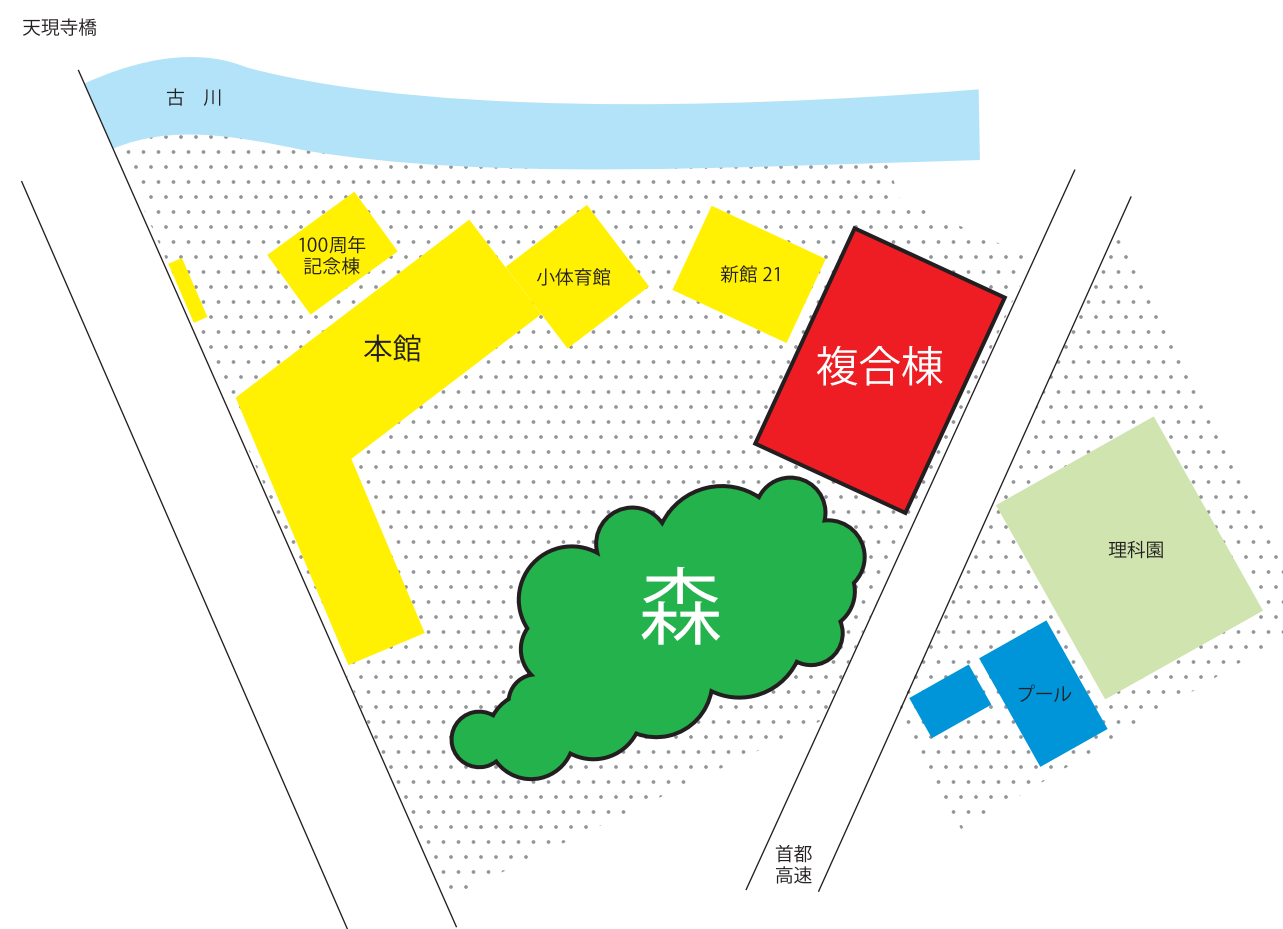 天現寺橋
古　川
100周年
記念棟
小体育館
新館 21
本館
複合棟
森
理科園
プール
首都
高速